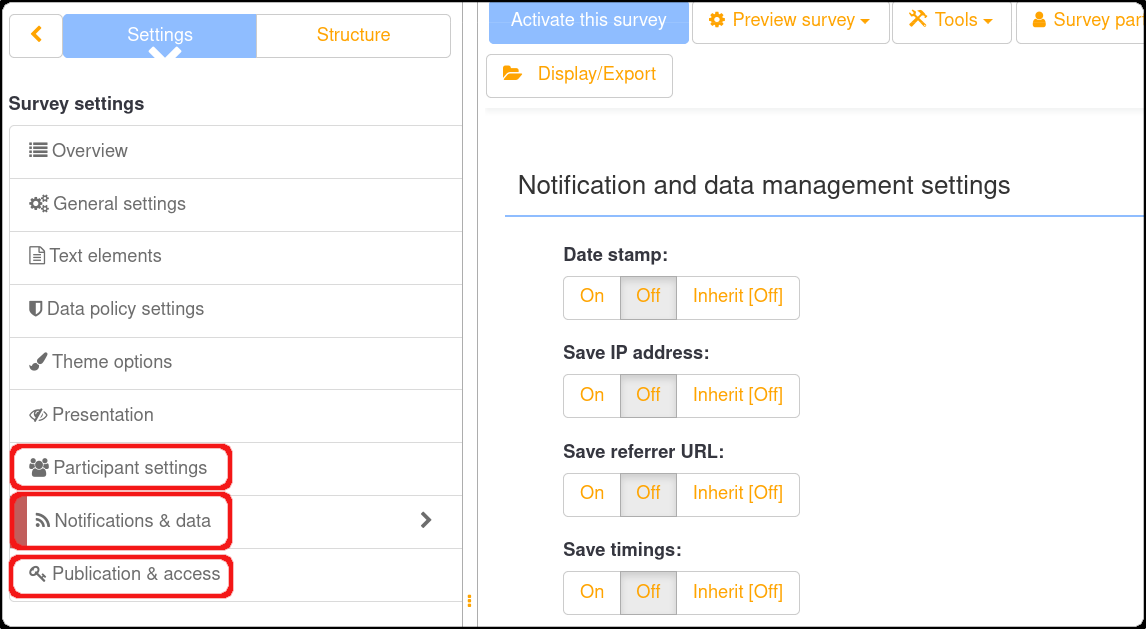 Settings
Structure
Survey settings
Overview
General settings
Text elements
Data policy settings
Theme options
Presentation
Participant settings
Notifications & data
Publication & access
Activate this survey
Preview survey
Tools
Survey par
Display/Export
Notification and data management settings
Date stamp:
On Off Inherit [Off]
Save IP address:
On Off Inherit [Off]
Save referrer URL:
On Off Inherit [Off]
Save timings:
On Off Inherit [Off]